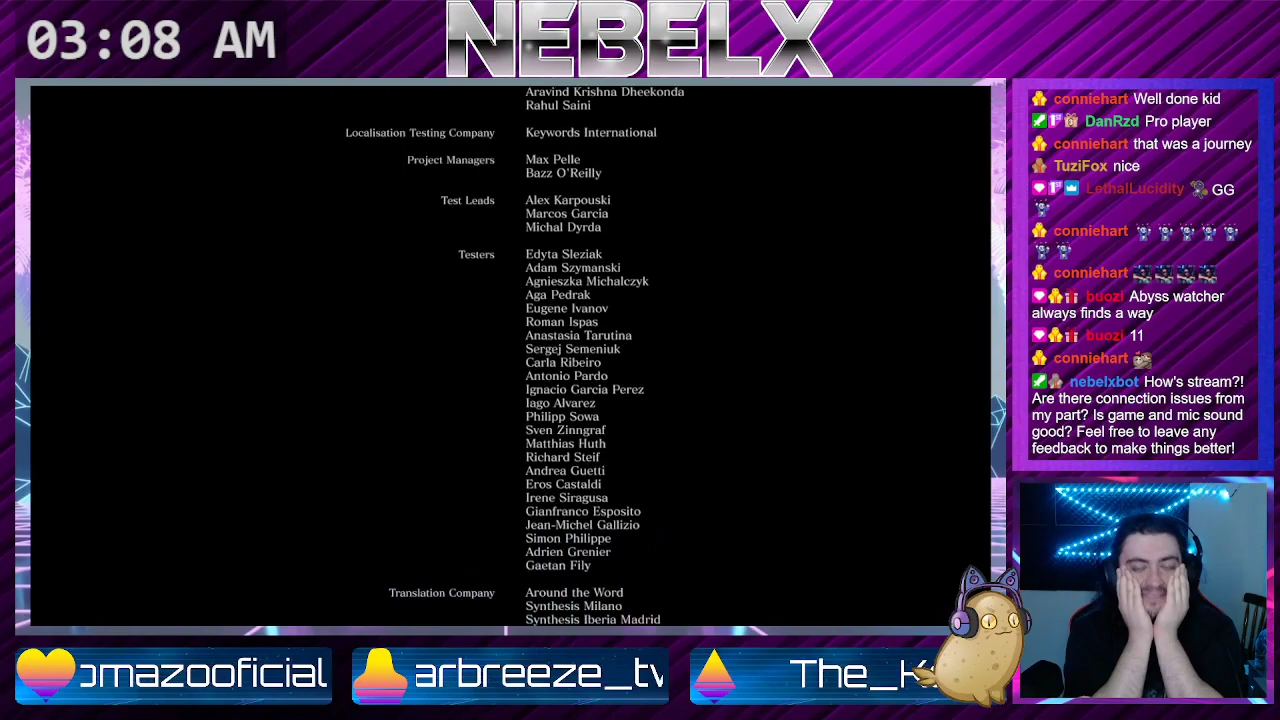 03:08 AM
NEBELX
Aravind Krishna Dheekonda
Rahul Saini
Localisation Testing Company Keywords International
Project Managers Max Pelle
Bazz O'Reilly
Test Leads Alex Karpouski
Marcos Garcia
Michal Dyrda
Testers Edyta Sleziak
Adam Szymanski
Agnieszka Michalczyk
Aga Pedrak
Eugene Ivanov
Roman Ispas
Anastasia Tarutina
Sergej Semeniuk
Carla Ribeiro
Antonio Pardo
Ignacio Garcia Perez
Iago Alvarez
Philipp Sowa
Sven Zinngraf
Matthias Huth
Richard Steif
Andrea Guetti
Eros Castaldi
Irene Siragusa
Gianfranco Esposito
Jean-Michel Gallizio
Simon Philippe
Adrien Grenier
Gaetan Fily
Translation Company Around the Word
Synthesis Milano
Synthesis Iberia Madrid
conniehart Well done kid
DanRzd Pro player
conniehart that was a journey
TuziFox nice
LethalLucidity GG
conniehart
conniehart
buozi Abyss watcher
always finds a way
buozi 11
conniehart
nebelxbot How's stream?!
Are there connection issues from
my part? Is game and mic sound
good? Feel free to leave any
feedback to make things better!
omazooficial
arbreeze_tv